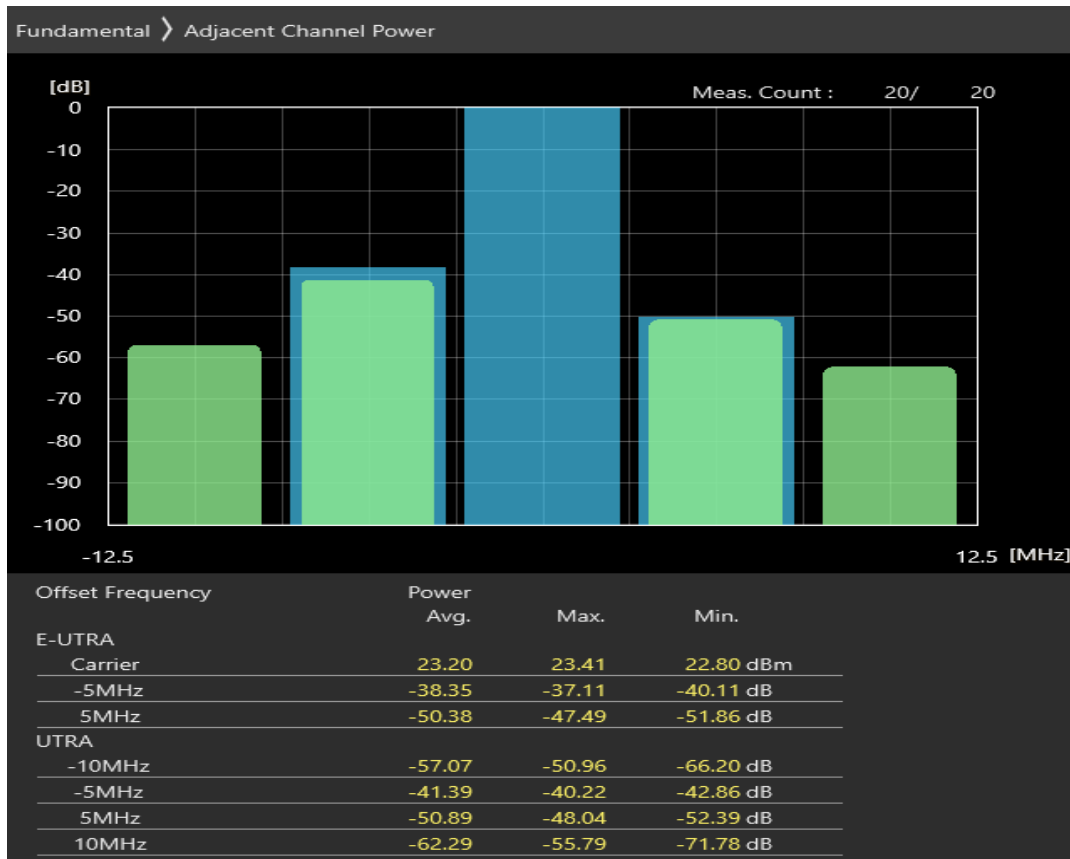 Fundamental ❯ Adjacent Channel Power
[dB]
Meas. Count : 20/ 20
0
-10
-20
-30
-40
-50
-60
-70
-80
-90
-100
-12.5 12.5 [MHz]
Offset Frequency Power
Avg. Max. Min.
E-UTRA
Carrier 23.20 23.41 22.80 dBm
-5MHz -38.35 -37.11 -40.11 dB
5MHz -50.38 -47.49 -51.86 dB
UTRA
-10MHz -57.07 -50.96 -66.20 dB
-5MHz -41.39 -40.22 -42.86 dB
5MHz -50.89 -48.04 -52.39 dB
10MHz -62.29 -55.79 -71.78 dB